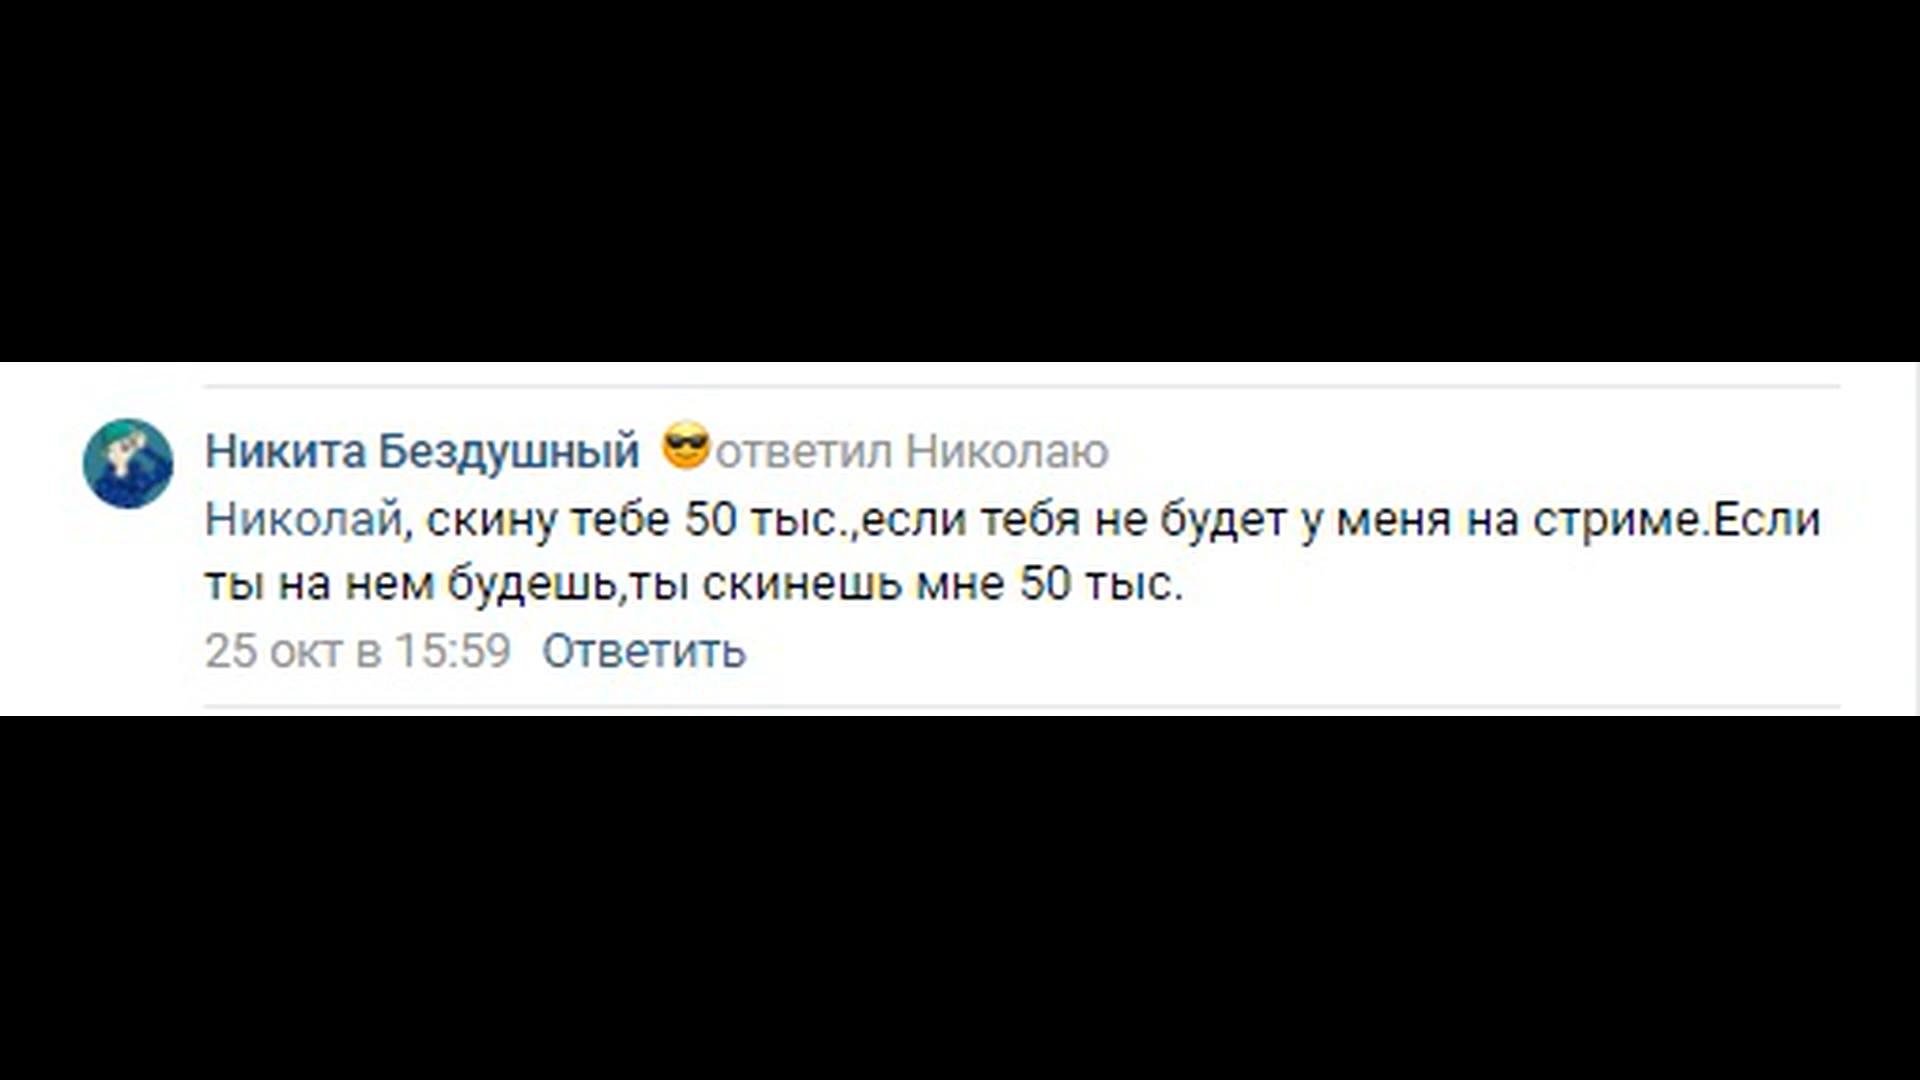 Никита Бездушный 😎ответил Николаю
Николай, скину тебе 50 тыс.,если тебя не будет у меня на стриме.Если
ты на нем будешь,ты скинешь мне 50 тыс.
25 окт в 15:59 Ответить